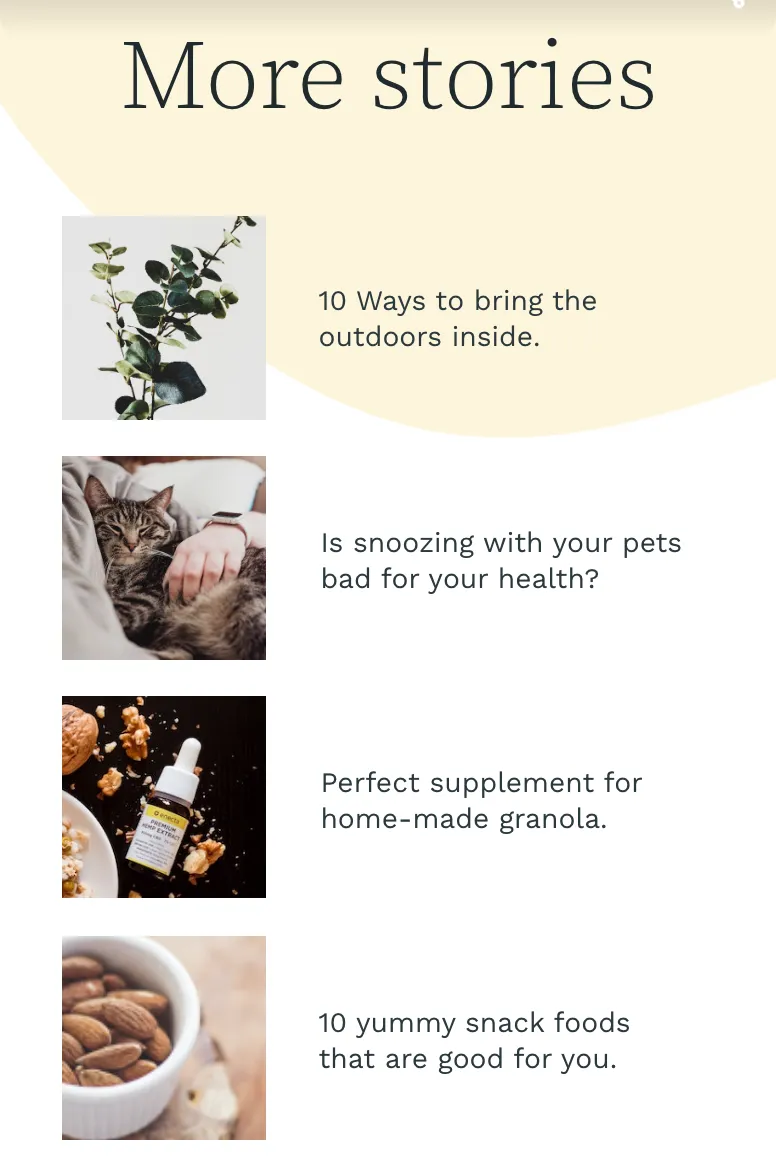 More stories
10 Ways to bring the
outdoors inside.
Is snoozing with your pets
bad for your health?
enecta
PREMIUM
HEMP EXTRACT
Perfect supplement for
home-made granola.
10 yummy snack foods
that are good for you.